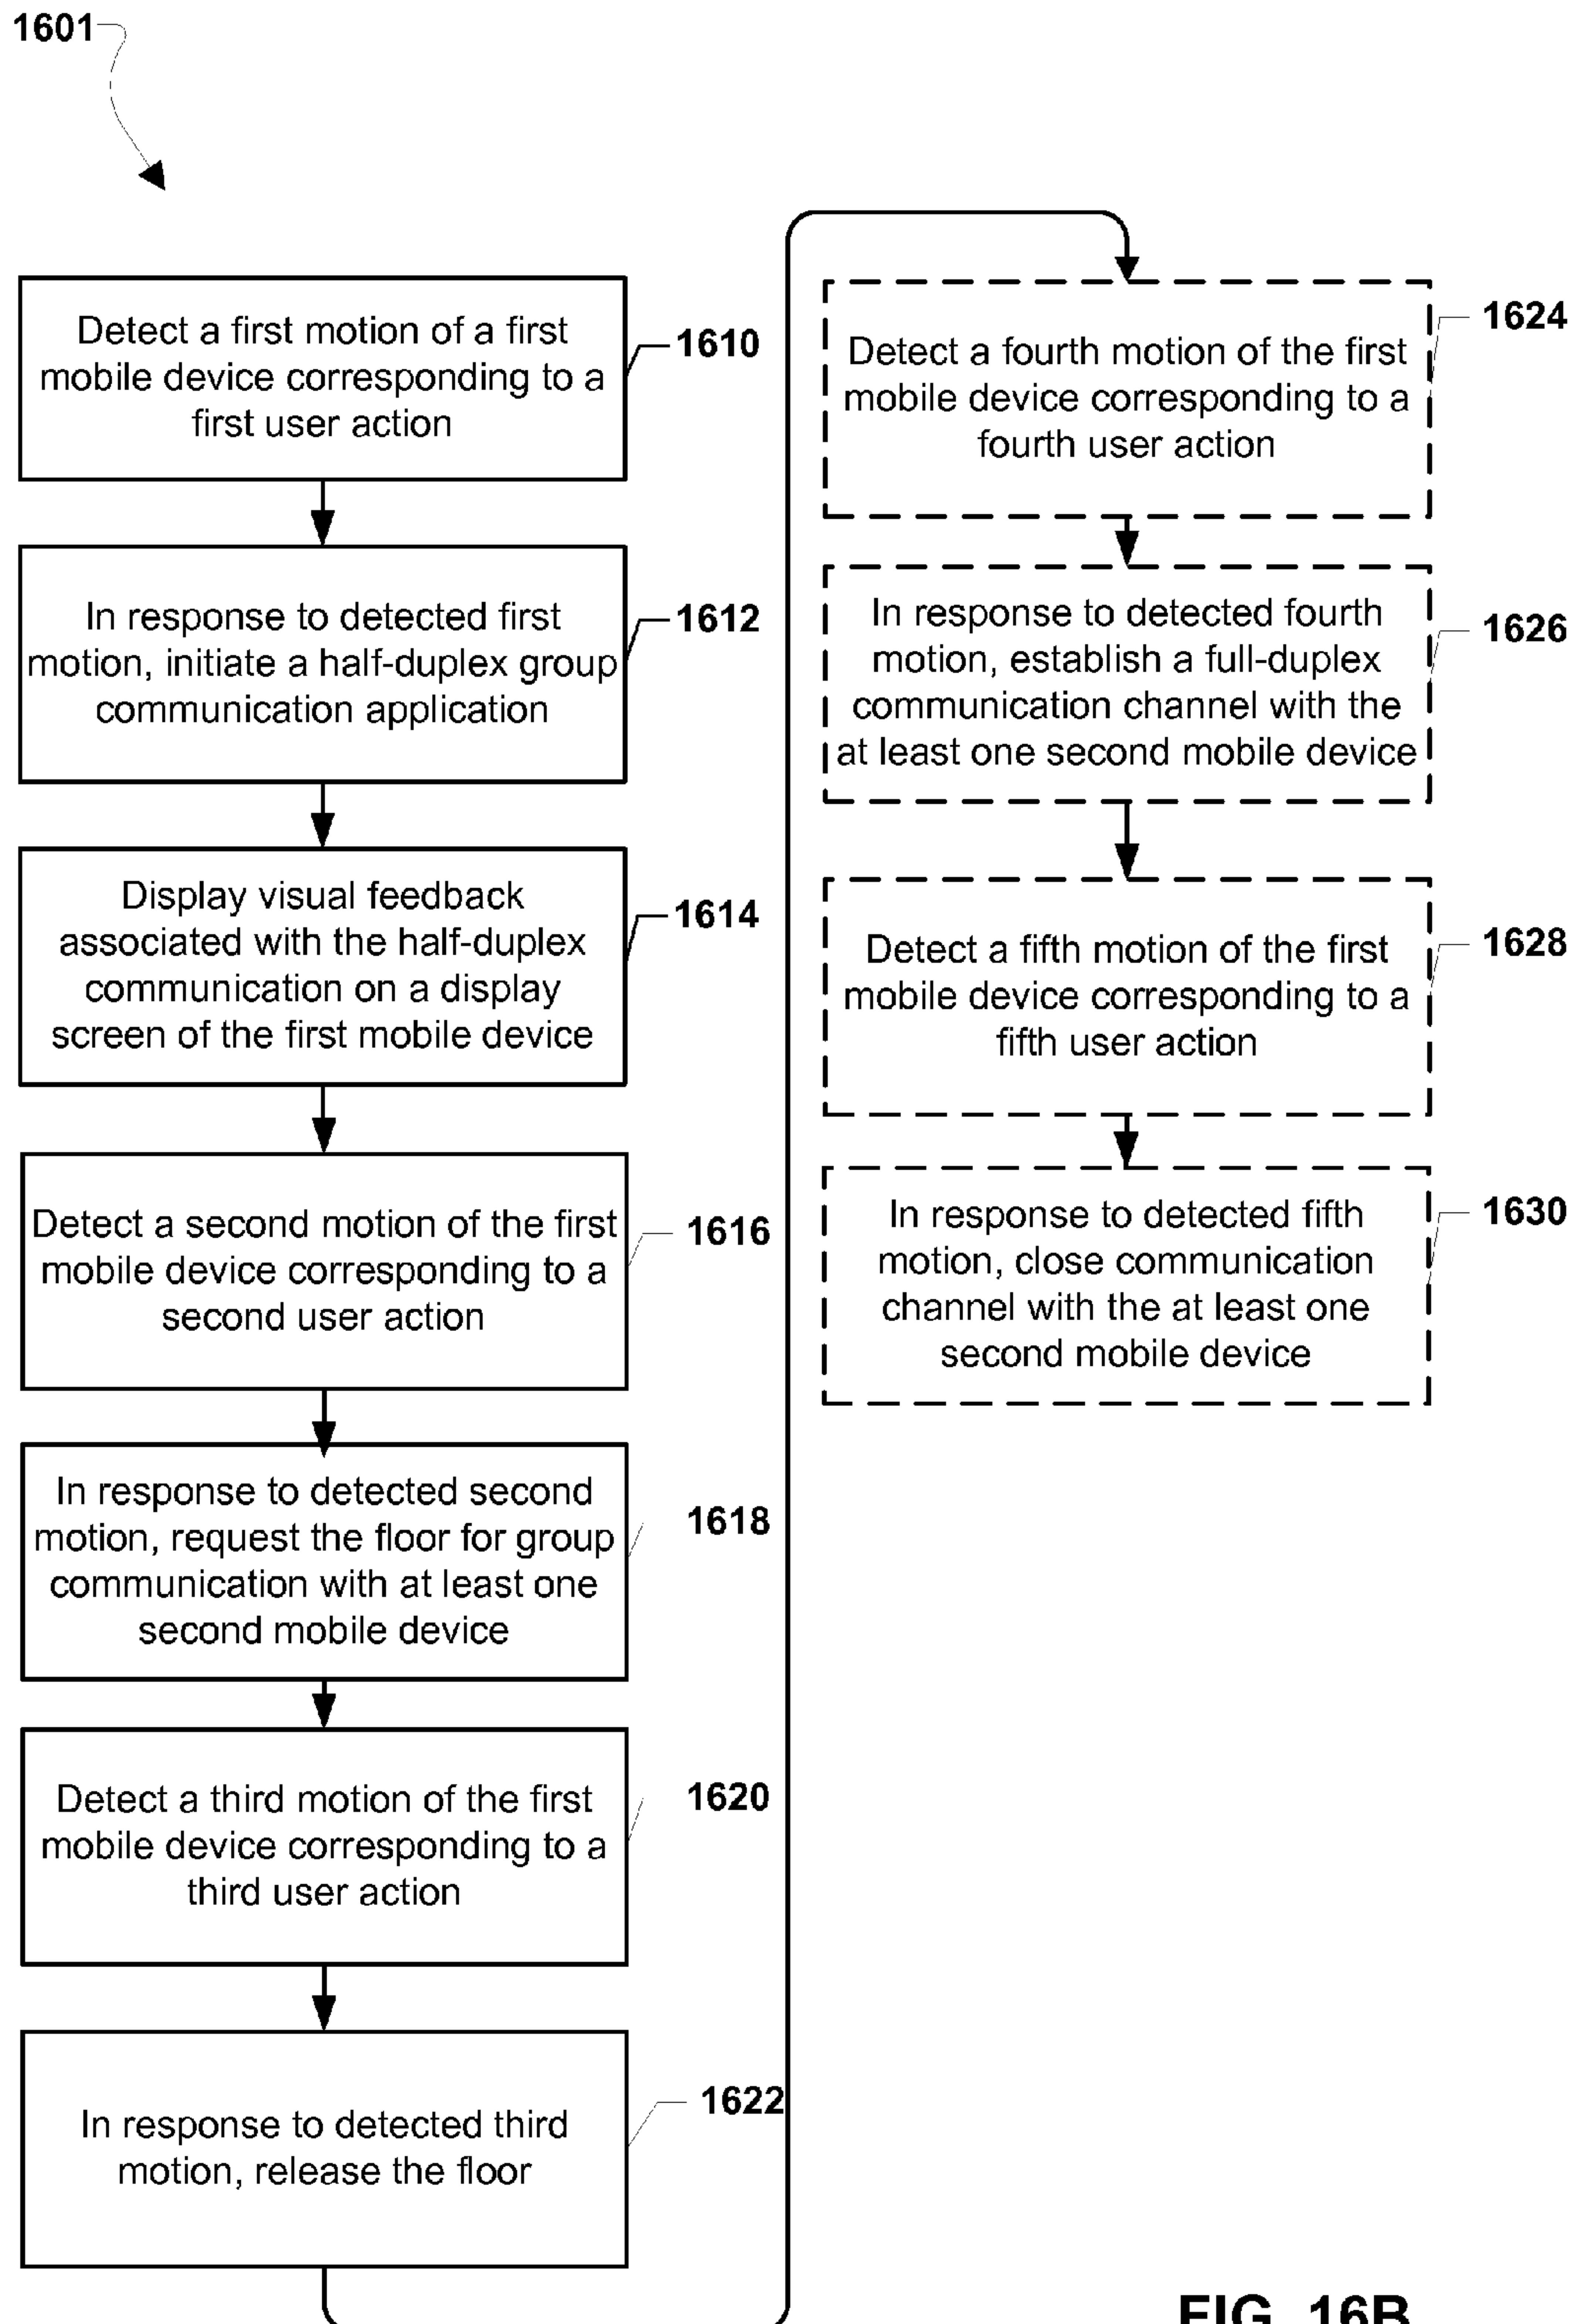 1601
Detect a first motion of a first
mobile device corresponding to a
first user action
1610
In response to detected first
motion, initiate a half-duplex group
communication application
1612
Display visual feedback
associated with the half-duplex
communication on a display
screen of the first mobile device
1614
Detect a second motion of the first
mobile device corresponding to a
second user action
1616
In response to detected second
motion, request the floor for group
communication with at least one
second mobile device
1618
Detect a third motion of the first
mobile device corresponding to a
third user action
1620
In response to detected third
motion, release the floor
1622
Detect a fourth motion of the first
mobile device corresponding to a
fourth user action
1624
In response to detected fourth
motion, establish a full-duplex
communication channel with the
at least one second mobile device
1626
Detect a fifth motion of the first
mobile device corresponding to a
fifth user action
1628
In response to detected fifth
motion, close communication
channel with the at least one
second mobile device
1630
FIG. 16B